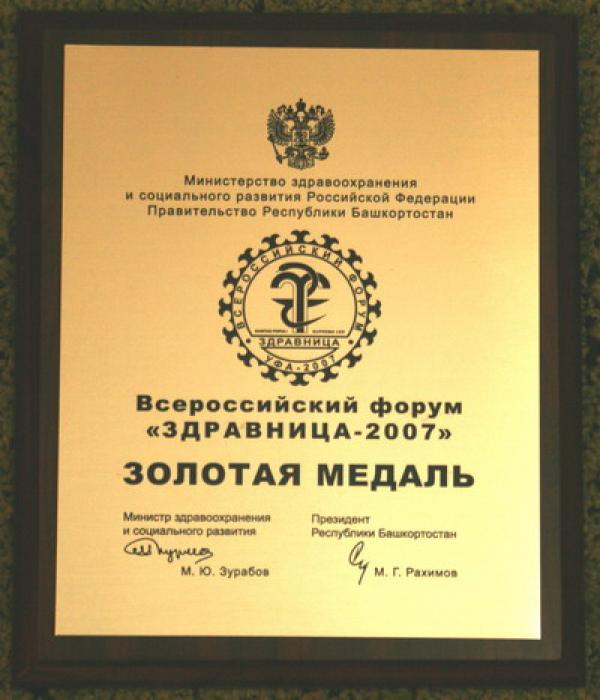 Министерство здравоохранения
и социального развития Российской Федерации
Правительство Республики Башкортостан
ВСЕРОССИЙСКИЙ ФОРУМ
ЗДРАВНИЦА
УФА-2007
Всероссийский форум
«ЗДРАВНИЦА-2007»
ЗОЛОТАЯ МЕДАЛЬ
Министр здравоохранения
и социального развития
М. Ю. Зурабов
Президент
Республики Башкортостан
М. Г. Рахимов